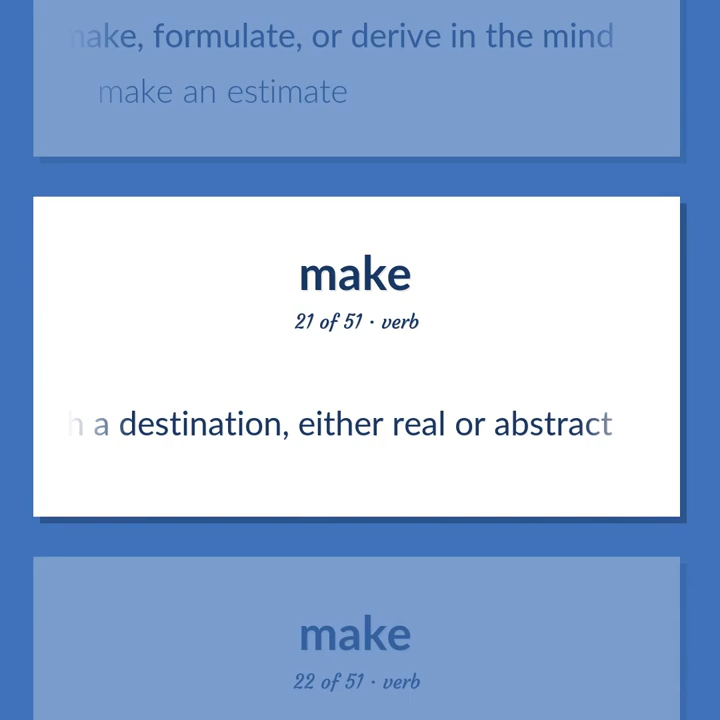 make, formulate, or derive in the mind
make an estimate
make
21 of 51 · verb
h a destination, either real or abstract
make
22 of 51 · verb